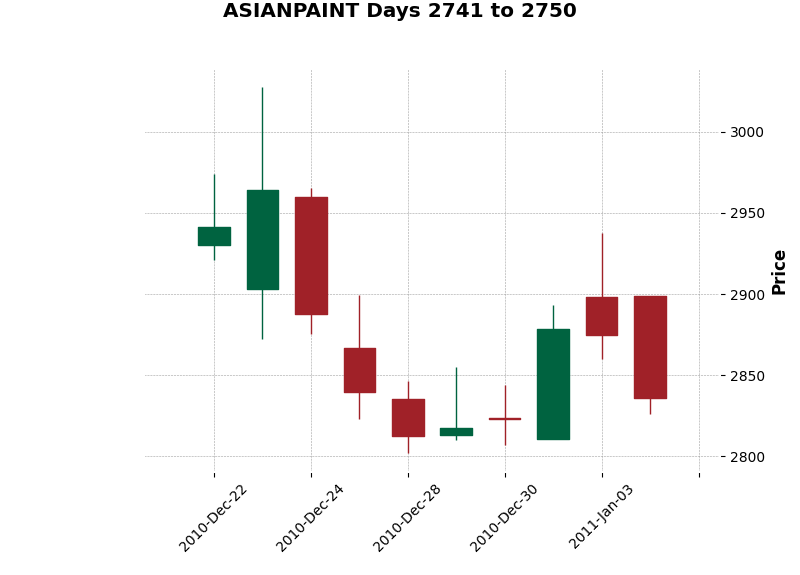 ASIANPAINT Days 2741 to 2750
3000
2950
2900
2850
2800
Price
2010-Dec-22
2010-Dec-24
2010-Dec-28
2010-Dec-30
2011-Jan-03